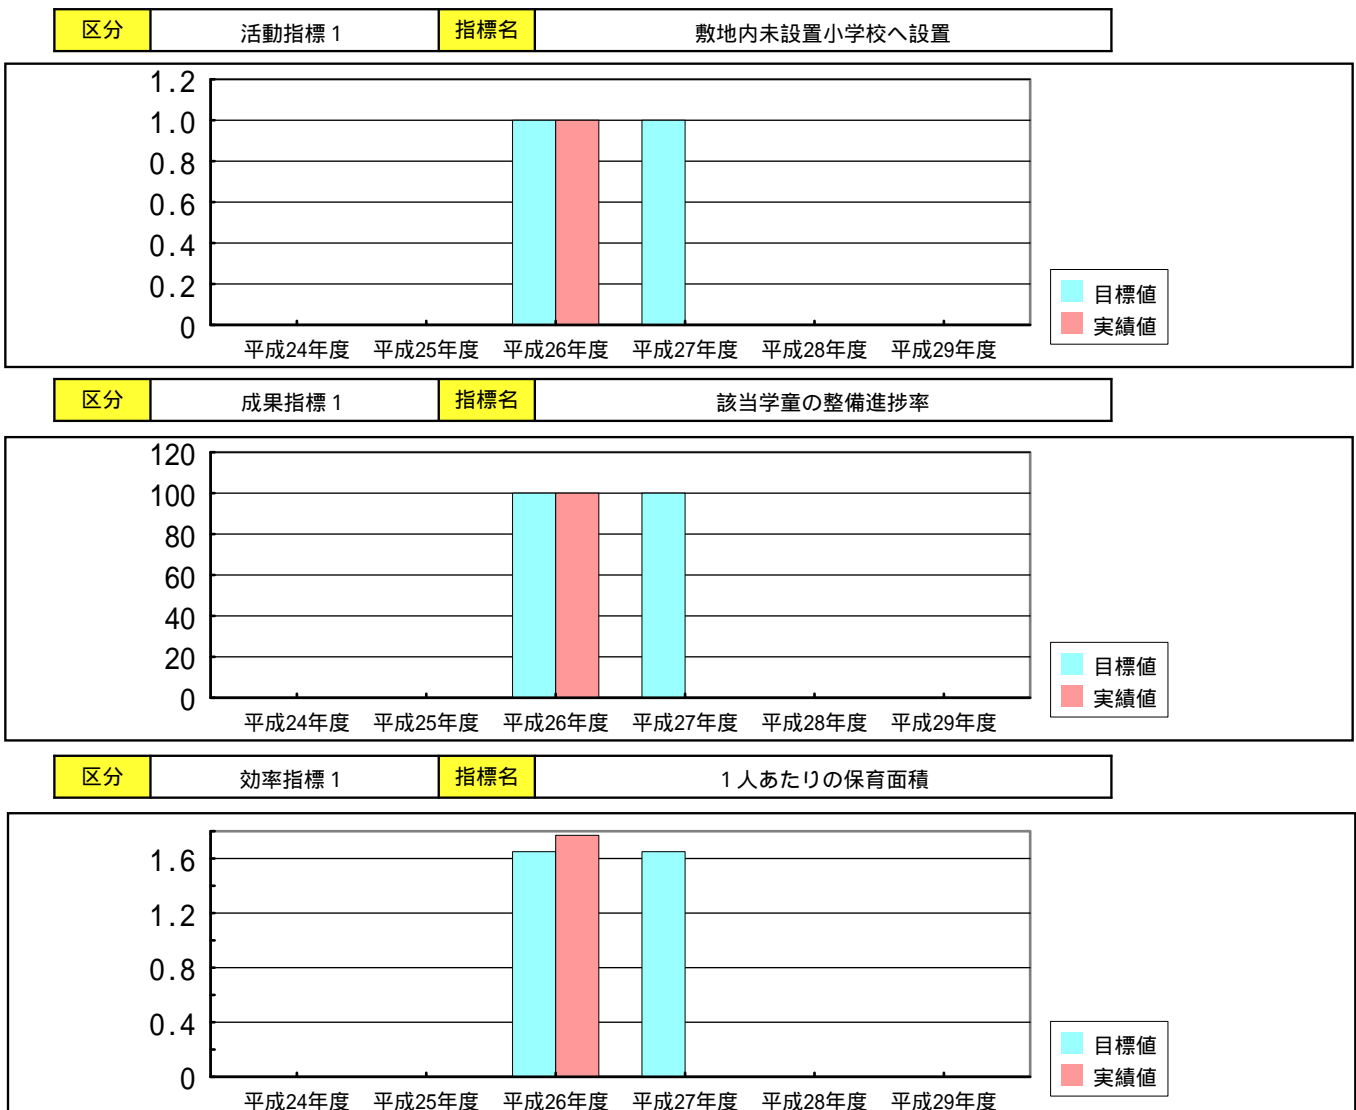 区分 活動指標1 指標名 敷地内未設置小学校へ設置
1.2
1.0
0.8
0.6
0.4
0.2
0
平成24年度 平成25年度 平成26年度 平成27年度 平成28年度 平成29年度
目標値
実績値
区分 成果指標1 指標名 該当学童の整備進捗率
120
100
80
60
40
20
0
平成24年度 平成25年度 平成26年度 平成27年度 平成28年度 平成29年度
目標値
実績値
区分 効率指標1 指標名 1人あたりの保育面積
1.6
1.2
0.8
0.4
0
平成24年度 平成25年度 平成26年度 平成27年度 平成28年度 平成29年度
目標値
実績値